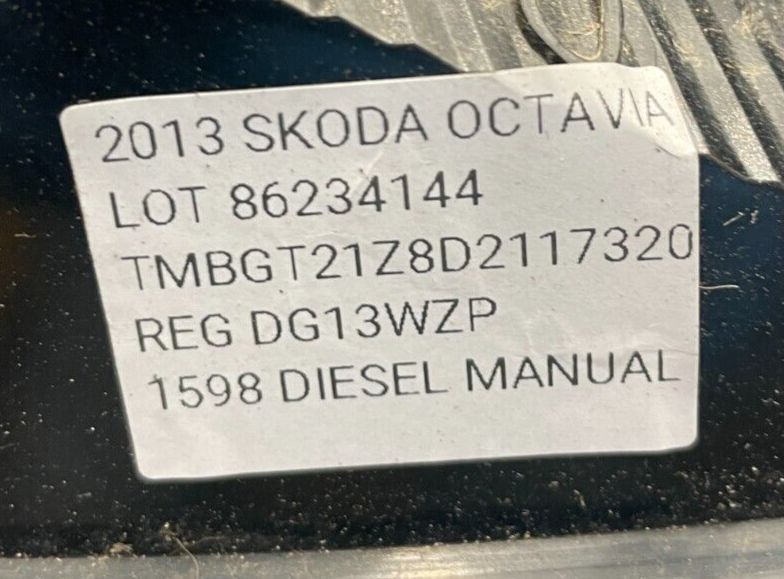 2013 SKODA OCTAVIA
LOT 86234144
TMBGT21Z8D2117320
REG DG13WZP
1598 DIESEL MANUAL